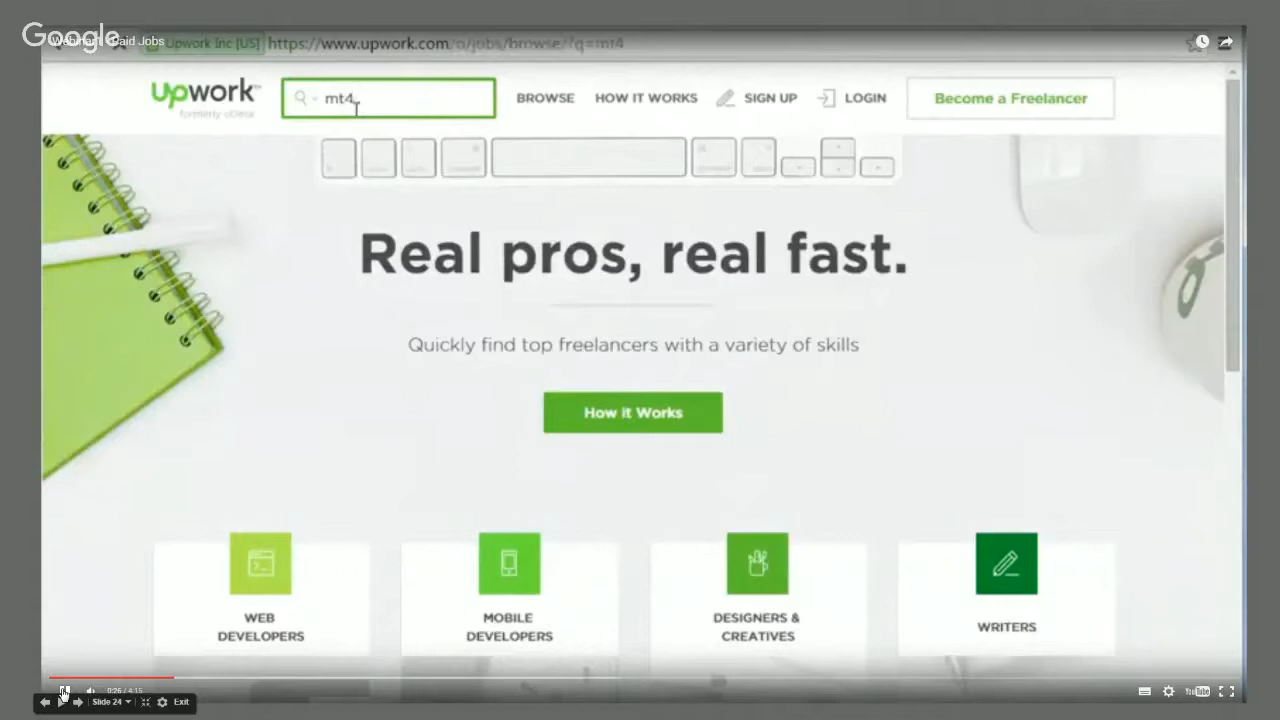 Google
Webinar1 - Paid Jobs
Upwork Inc [US] https://www.upwork.com/o/jobs/browse/?q=mt4
upwork
formerly oDesk
mt4
BROWSE HOW IT WORKS SIGN UP LOGIN Become a Freelancer
Real pros, real fast.
Quickly find top freelancers with a variety of skills
How it Works
WEB
DEVELOPERS
MOBILE
DEVELOPERS
DESIGNERS &
CREATIVES
WRITERS
0:26 / 4:15
YouTube
Slide 24 Exit